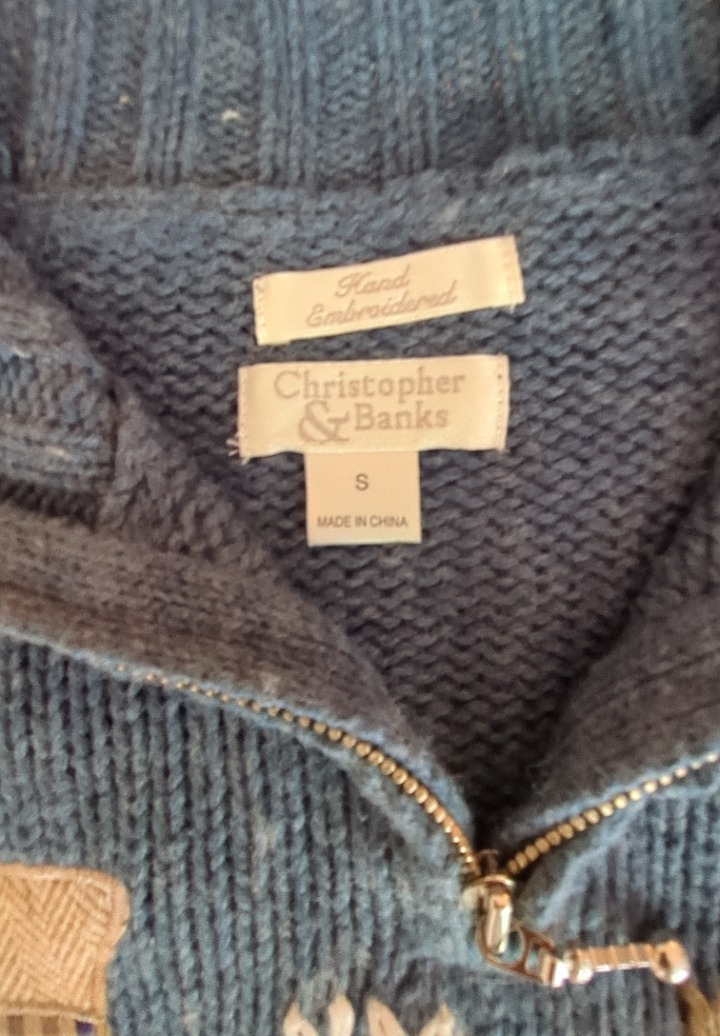 Hand
Embroidered
Christopher
& Banks
S
MADE IN CHINA